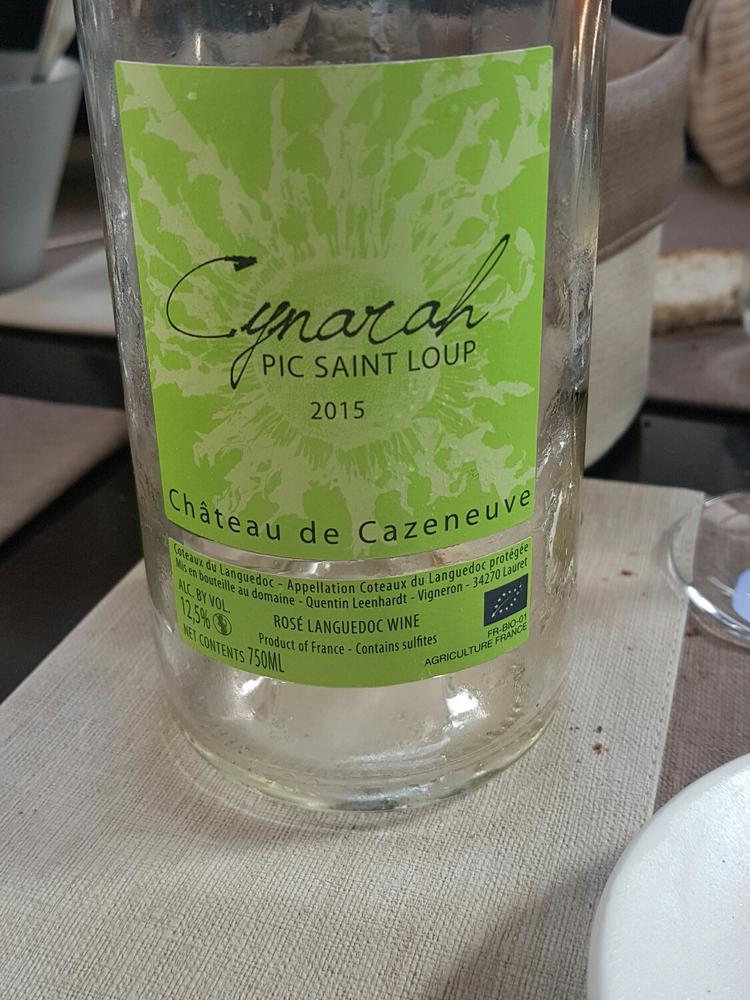 Cynarah
PIC SAINT LOUP
2015
Château de Cazeneuve
Coteaux du Languedoc - Appellation Coteaux du Languedoc protégée
Mis en bouteille au domaine - Quentin Leenhardt - Vigneron - 34270 Lauret
ALC. BY VOL.
12,5%
ROSÉ LANGUEDOC WINE
Product of France - Contains sulfites
NET CONTENTS 750ML
FR-BIO-01
AGRICULTURE FRANCE